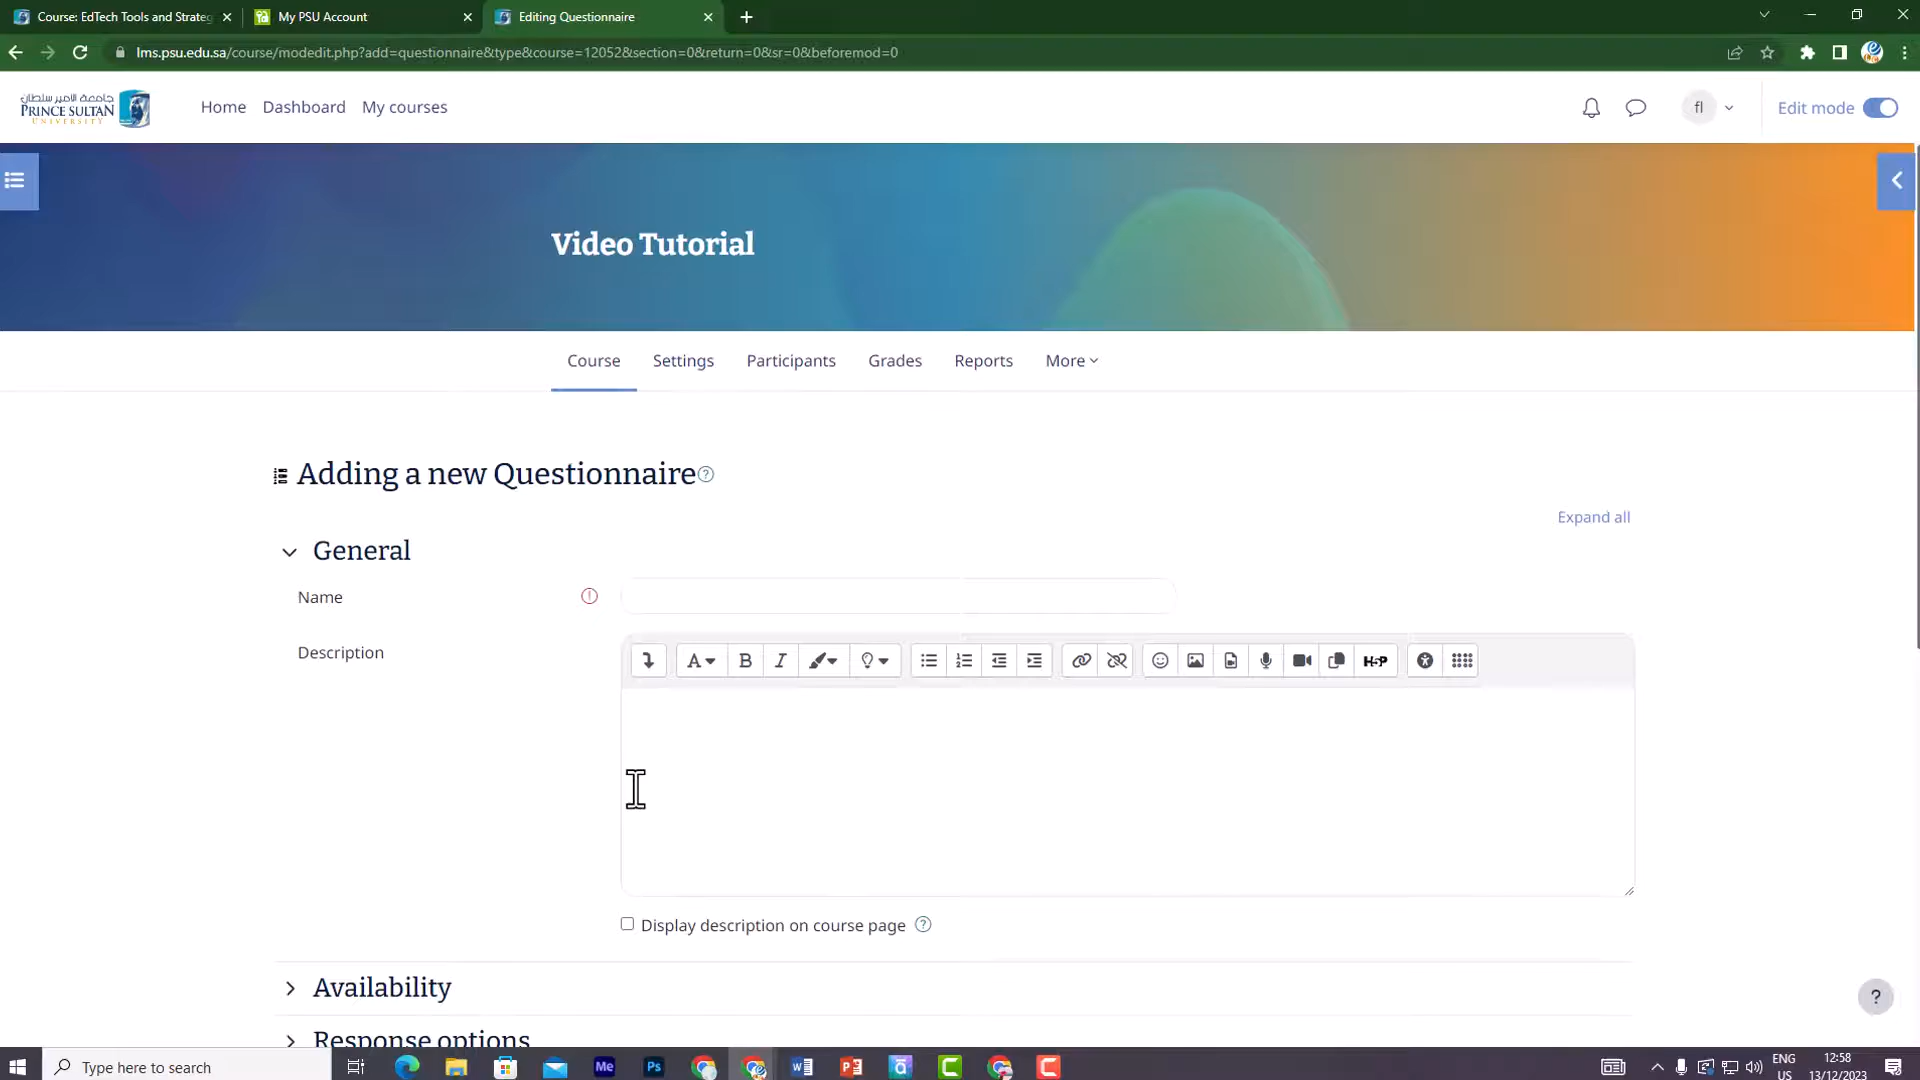 Course: EdTech Tools and Strateg
My PSU Account
Editing Questionnaire
lms.psu.edu.sa/course/modedit.php?add=questionnaire&type&course=12052&section=0&return=0&sr=0&beforemod=0
جامعة الأمير سلطان
PRINCE SULTAN
UNIVERSITY
Home Dashboard My courses
fl
Edit mode
Video Tutorial
Course Settings Participants Grades Reports More
Adding a new Questionnaire
Expand all
General
Name
Description
A B I H-P
Display description on course page
Availability
?
Response options
Type here to search
Me Ps
ENG
US
12:58
13/12/2023